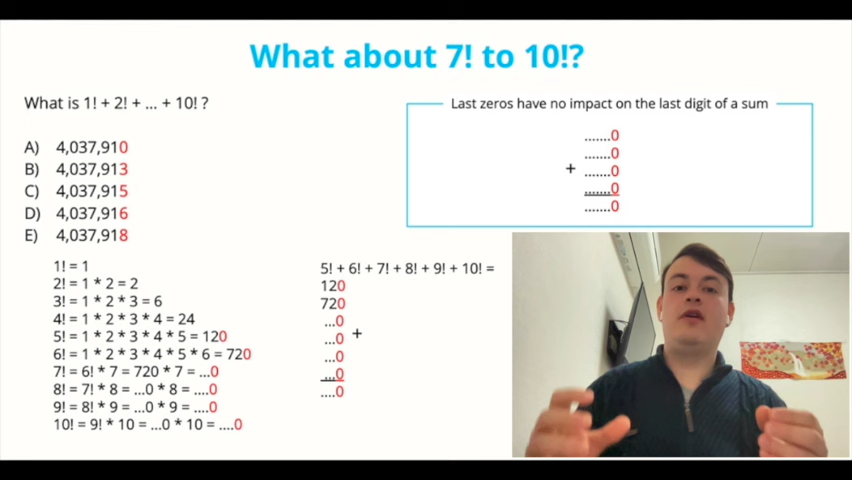 What about 7! to 10!?
What is 1! + 2! + ... + 10! ?
A) 4,037,910
B) 4,037,913
C) 4,037,915
D) 4,037,916
E) 4,037,918
Last zeros have no impact on the last digit of a sum
.......0
.......0
+ .......0
.......0
.......0
1! = 1
2! = 1 * 2 = 2
3! = 1 * 2 * 3 = 6
4! = 1 * 2 * 3 * 4 = 24
5! = 1 * 2 * 3 * 4 * 5 = 120
6! = 1 * 2 * 3 * 4 * 5 * 6 = 720
7! = 6! * 7 = 720 * 7 = ...0
8! = 7! * 8 = ...0 * 8 = ....0
9! = 8! * 9 = ...0 * 9 = ....0
10! = 9! * 10 = ...0 * 10 = ....0
5! + 6! + 7! + 8! + 9! + 10! =
120
720
...0
...0 +
...0
...0
....0